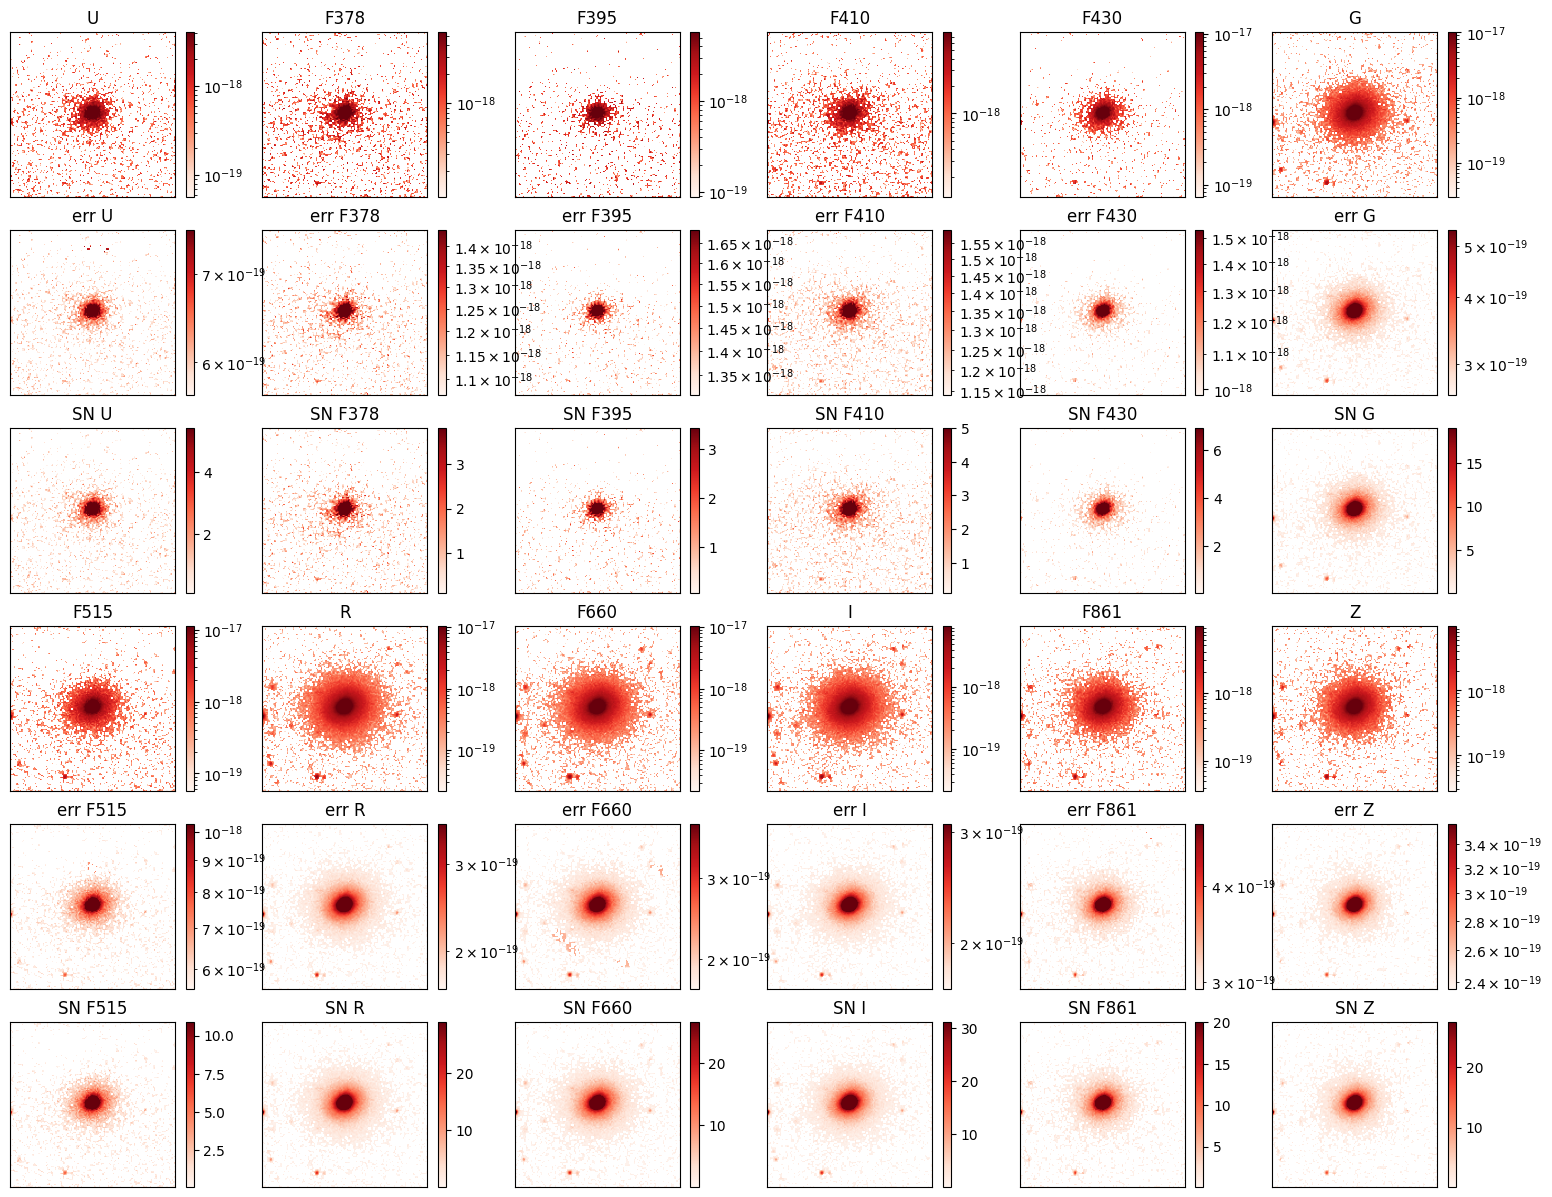 U F378 F395 F410 F430 G
10⁻¹⁸ 10⁻¹⁹
10⁻¹⁸
10⁻¹⁸ 10⁻¹⁹
10⁻¹⁸
10⁻¹⁷ 10⁻¹⁸ 10⁻¹⁹
10⁻¹⁷ 10⁻¹⁸ 10⁻¹⁹
err U err F378 err F395 err F410 err F430 err G
7 × 10⁻¹⁹ 6 × 10⁻¹⁹
1.4 × 10⁻¹⁸ 1.35 × 10⁻¹⁸ 1.3 × 10⁻¹⁸ 1.25 × 10⁻¹⁸ 1.2 × 10⁻¹⁸ 1.15 × 10⁻¹⁸ 1.1 × 10⁻¹⁸
1.65 × 10⁻¹⁸ 1.6 × 10⁻¹⁸ 1.55 × 10⁻¹⁸ 1.5 × 10⁻¹⁸ 1.45 × 10⁻¹⁸ 1.4 × 10⁻¹⁸ 1.35 × 10⁻¹⁸
1.55 × 10⁻¹⁸ 1.5 × 10⁻¹⁸ 1.45 × 10⁻¹⁸ 1.4 × 10⁻¹⁸ 1.35 × 10⁻¹⁸ 1.3 × 10⁻¹⁸ 1.25 × 10⁻¹⁸ 1.2 × 10⁻¹⁸ 1.15 × 10⁻¹⁸
1.5 × 10⁻¹⁸ 1.4 × 10⁻¹⁸ 1.3 × 10⁻¹⁸ 1.2 × 10⁻¹⁸ 1.1 × 10⁻¹⁸ 10⁻¹⁸
5 × 10⁻¹⁹ 4 × 10⁻¹⁹ 3 × 10⁻¹⁹
SN U SN F378 SN F395 SN F410 SN F430 SN G
4 2
3 2 1
3 2 1
5 4 3 2 1
6 4 2
15 10 5
F515 R F660 I F861 Z
10⁻¹⁷ 10⁻¹⁸ 10⁻¹⁹
10⁻¹⁷ 10⁻¹⁸ 10⁻¹⁹
10⁻¹⁷ 10⁻¹⁸ 10⁻¹⁹
10⁻¹⁸ 10⁻¹⁹
10⁻¹⁸ 10⁻¹⁹
10⁻¹⁸ 10⁻¹⁹
err F515 err R err F660 err I err F861 err Z
10⁻¹⁸ 9 × 10⁻¹⁹ 8 × 10⁻¹⁹ 7 × 10⁻¹⁹ 6 × 10⁻¹⁹
3 × 10⁻¹⁹ 2 × 10⁻¹⁹
3 × 10⁻¹⁹ 2 × 10⁻¹⁹
3 × 10⁻¹⁹ 2 × 10⁻¹⁹
4 × 10⁻¹⁹ 3 × 10⁻¹⁹
3.4 × 10⁻¹⁹ 3.2 × 10⁻¹⁹ 3 × 10⁻¹⁹ 2.8 × 10⁻¹⁹ 2.6 × 10⁻¹⁹ 2.4 × 10⁻¹⁹
SN F515 SN R SN F660 SN I SN F861 SN Z
10.0 7.5 5.0 2.5
20 10
20 10
30 20 10
20 15 10 5
20 10